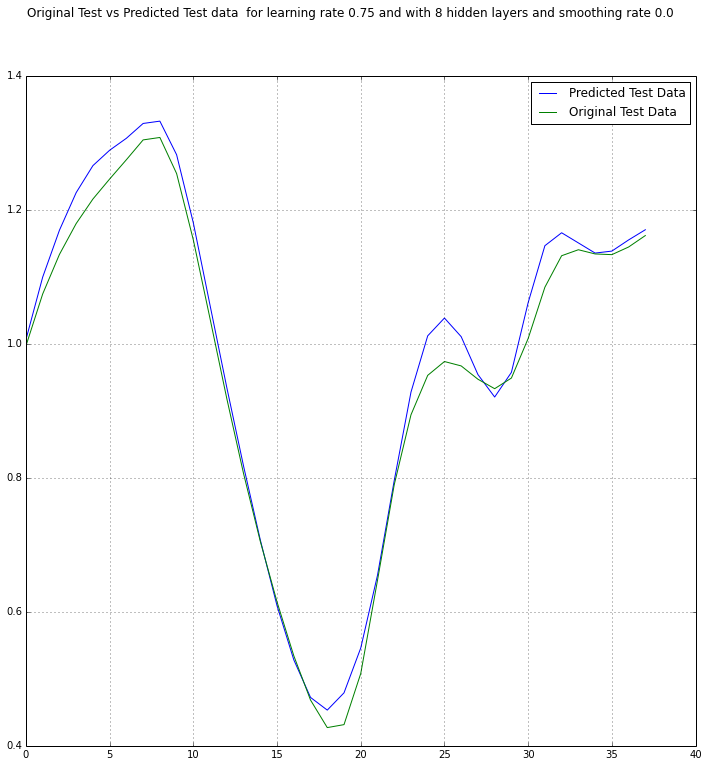 Original Test vs Predicted Test data  for learning rate 0.75 and with 8 hidden layers and smoothing rate 0.0
Predicted Test Data
Original Test Data
1.4
1.2
1.0
0.8
0.6
0.4
0 5 10 15 20 25 30 35 40